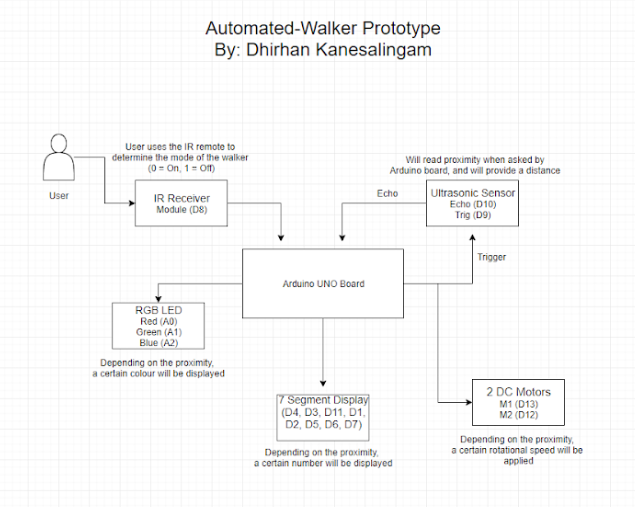 Automated-Walker Prototype
By: Dhirhan Kanesalingam
User uses the IR remote to
determine the mode of the walker
(0 = On, 1 = Off)
User
IR Receiver
Module (D8)
Will read proximity when asked by
Arduino board, and will provide a distance
Echo
Ultrasonic Sensor
Echo (D10)
Trig (D9)
Trigger
Arduino UNO Board
RGB LED
Red (A0)
Green (A1)
Blue (A2)
Depending on the proximity,
a certain colour will be displayed
7 Segment Display
(D4, D3, D11, D1,
D2, D5, D6, D7)
Depending on the proximity,
a certain number will be displayed
2 DC Motors
M1 (D13)
M2 (D12)
Depending on the proximity,
a certain rotational speed will be
applied